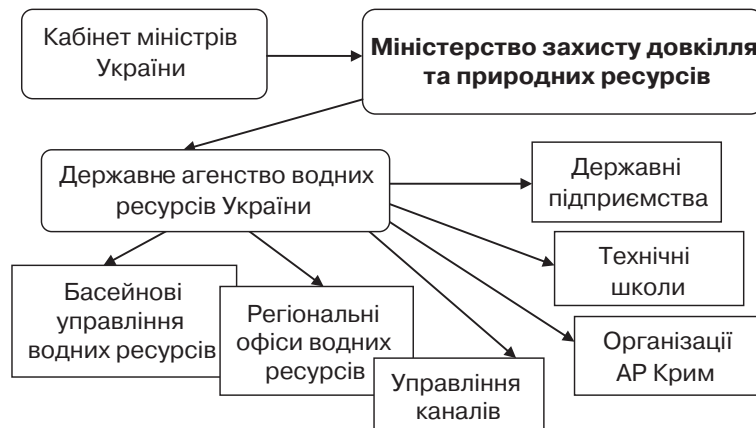 Кабінет міністрів
України
Міністерство захисту довкілля
та природних ресурсів
Державне агенство водних
ресурсів України
Державні
підприємства
Технічні
школи
Організації
АР Крим
Басейнові
управління
водних ресурсів
Регіональні
офіси водних
ресурсів
Управління
каналів